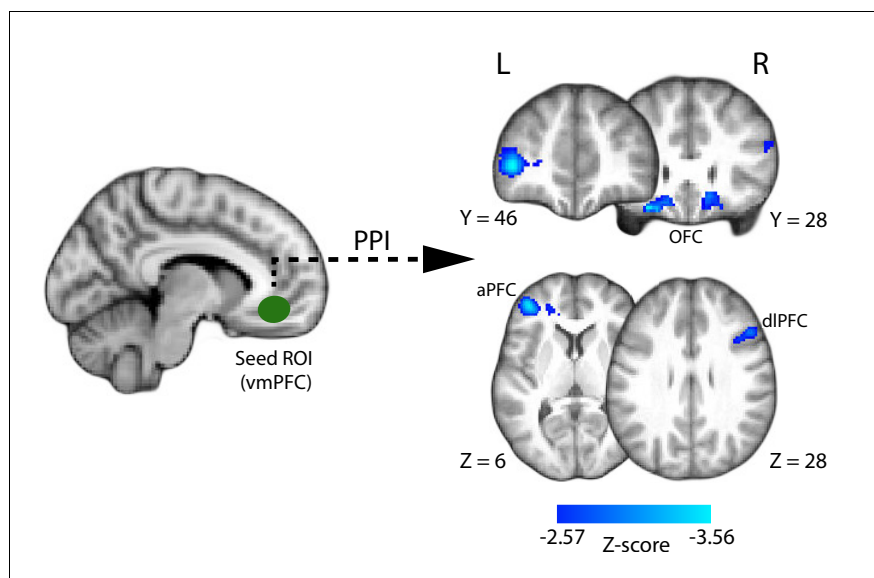 L
R
PPI
Y = 46
OFC
Y = 28
aPFC
dlPFC
Seed ROI
(vmPFC)
Z = 6
Z = 28
-2.57
Z-score
-3.56